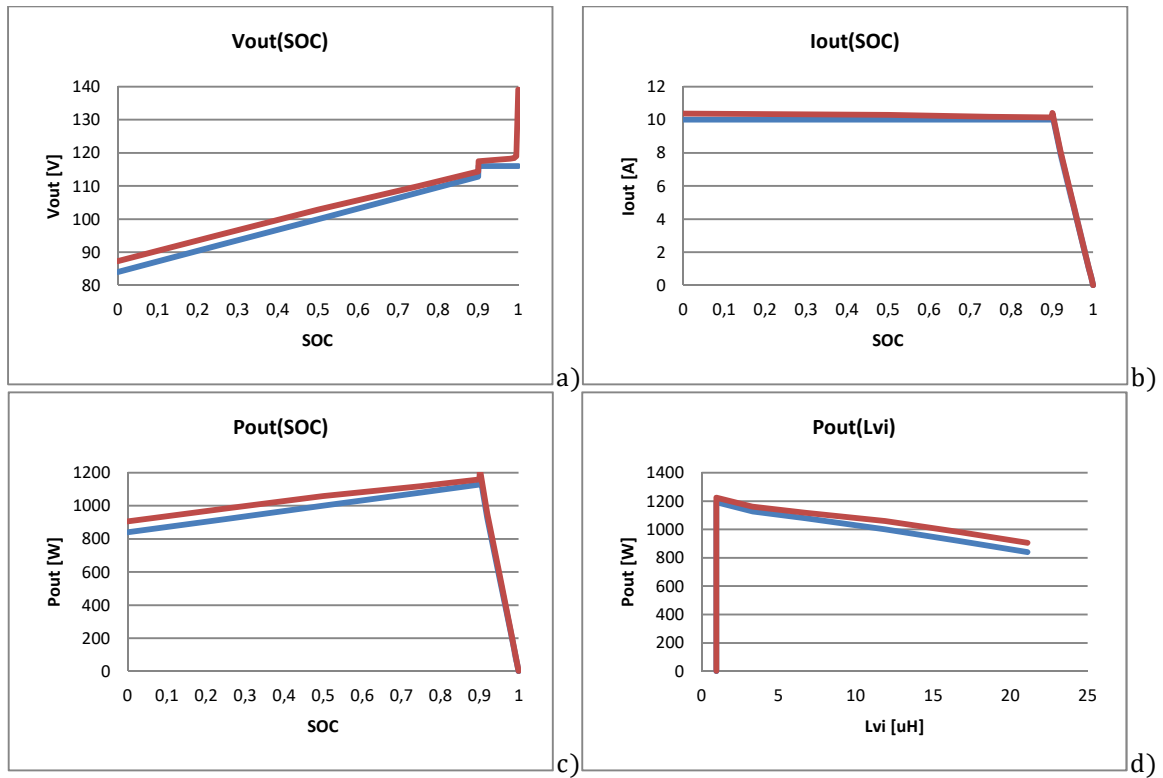 Vout(SOC)
Vout [V]
140
130
120
110
100
90
80
0 0,1 0,2 0,3 0,4 0,5 0,6 0,7 0,8 0,9 1
SOC
a)
Iout(SOC)
Iout [A]
12
10
8
6
4
2
0
0 0,1 0,2 0,3 0,4 0,5 0,6 0,7 0,8 0,9 1
SOC
b)
Pout(SOC)
Pout [W]
1200
1000
800
600
400
200
0
0 0,1 0,2 0,3 0,4 0,5 0,6 0,7 0,8 0,9 1
SOC
c)
Pout(Lvi)
Pout [W]
1400
1200
1000
800
600
400
200
0
0 5 10 15 20 25
Lvi [uH]
d)